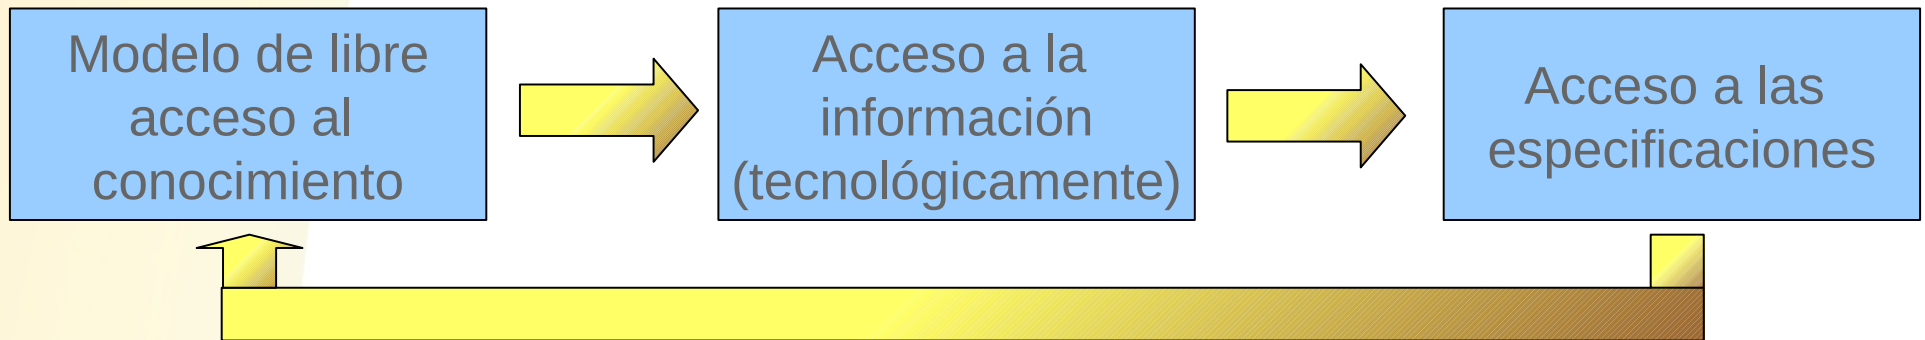 Modelo de libre
acceso al
conocimiento
Acceso a la
información
(tecnológicamente)
Acceso a las
especificaciones